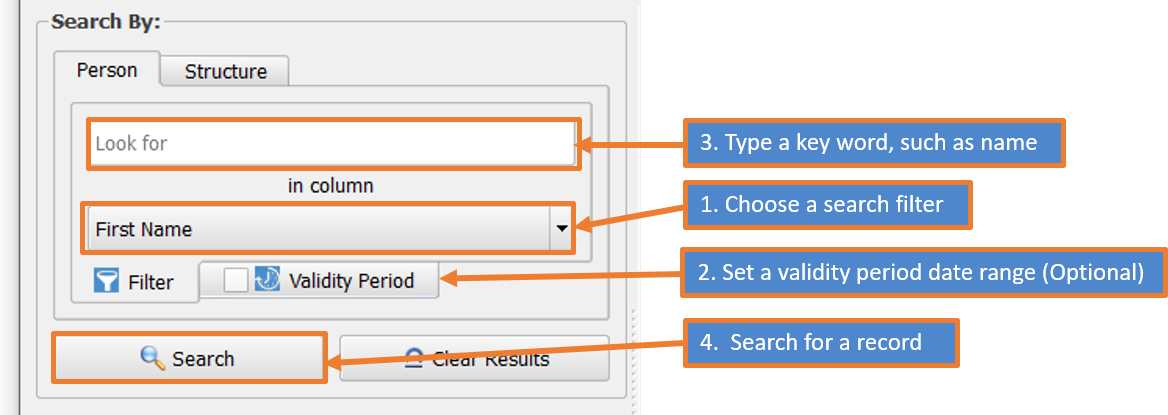 Search By:
Person
Structure
Look for
3. Type a key word, such as name
in column
1. Choose a search filter
First Name
2. Set a validity period date range (Optional)
Filter
Validity Period
4. Search for a record
Search
Clear Results